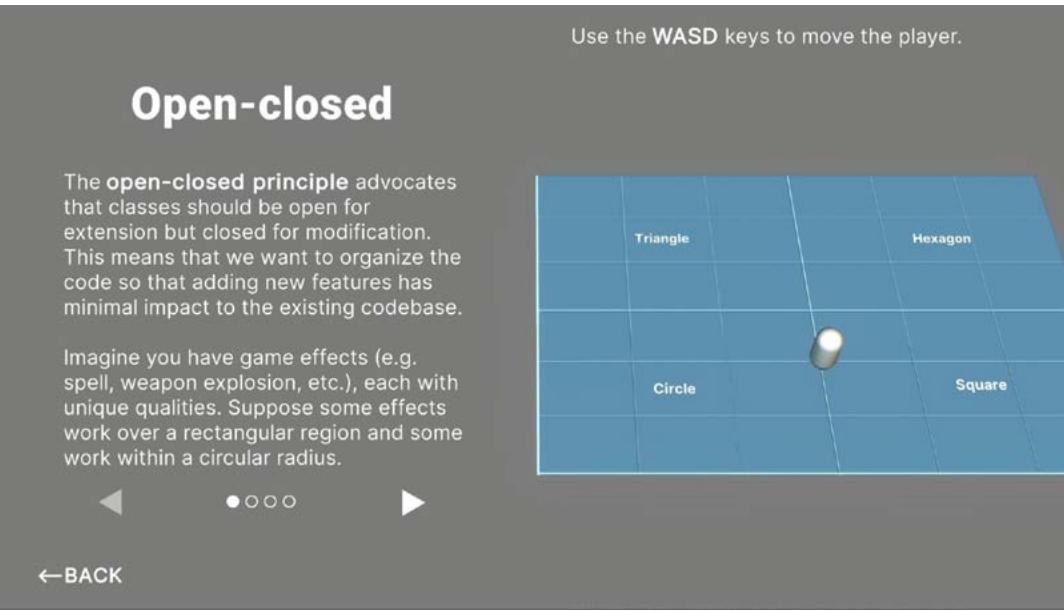 Use the WASD keys to move the player.
Open-closed
The open-closed principle advocates
that classes should be open for
extension but closed for modification.
This means that we want to organize the
code so that adding new features has
minimal impact to the existing codebase.
Imagine you have game effects (e.g.
spell, weapon explosion, etc.), each with
unique qualities. Suppose some effects
work over a rectangular region and some
work within a circular radius.
←BACK
Triangle
Hexagon
Circle
Square